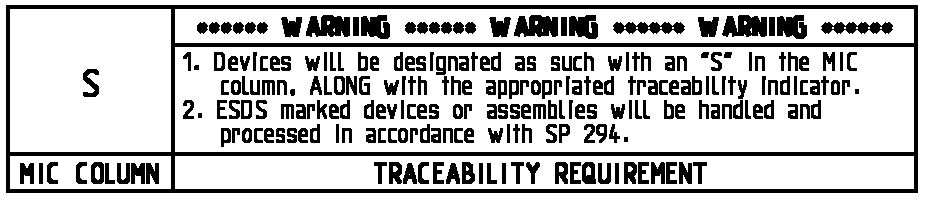 S
****** WARNING ****** WARNING ****** WARNING ******
1. Devices will be designated as such with an "S" in the MIC
column, ALONG with the appropriated traceability indicator.
2. ESDS marked devices or assemblies will be handled and
processed in accordance with SP 294.
MIC COLUMN
TRACEABILITY REQUIREMENT